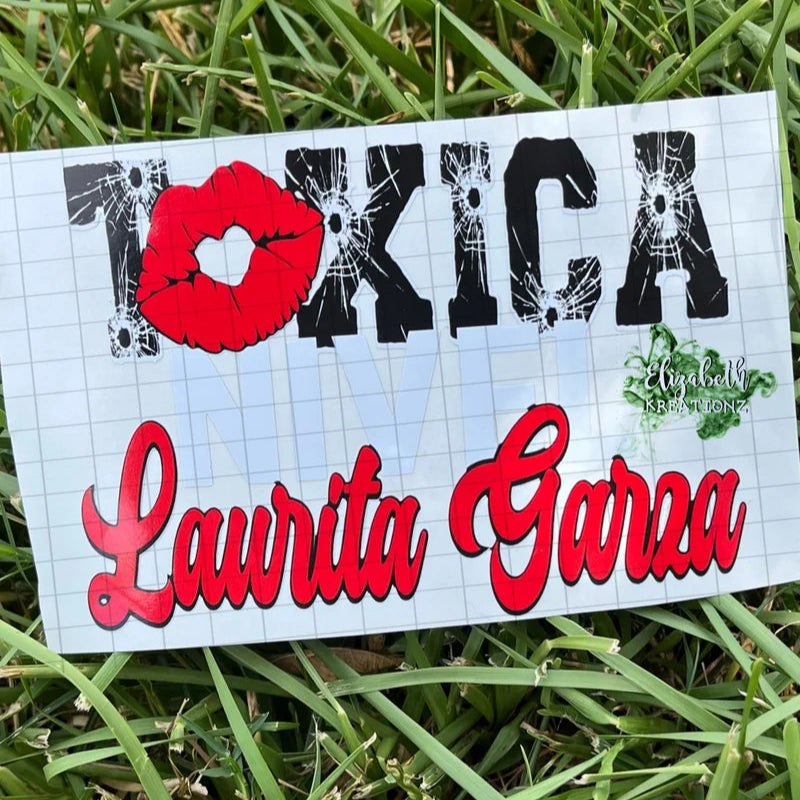 TOXICA
NIVEL
Elizabeth
KREATIONZ
Laurita Garza